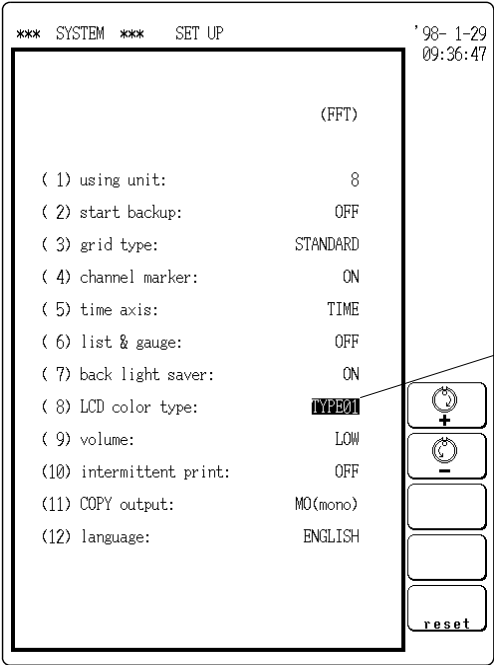 *** SYSTEM *** SET UP
'98- 1-29
09:36:47
(FFT)
( 1) using unit: 8
( 2) start backup: OFF
( 3) grid type: STANDARD
( 4) channel marker: ON
( 5) time axis: TIME
( 6) list & gauge: OFF
( 7) back light saver: ON
( 8) LCD color type: TYPE01
( 9) volume: LOW
(10) intermittent print: OFF
(11) COPY output: MO(mono)
(12) language: ENGLISH
+
-
reset